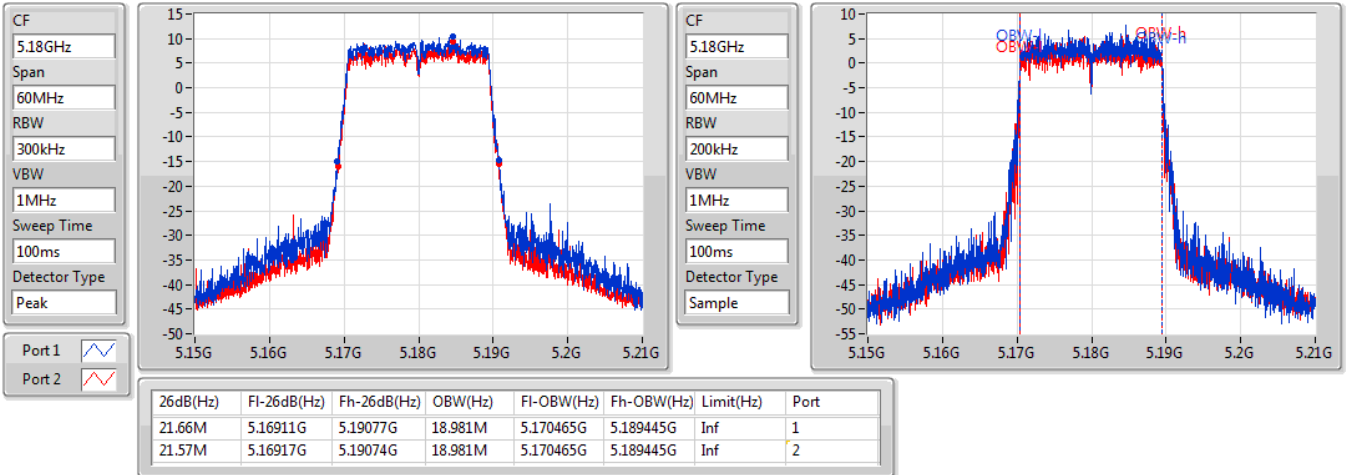 CF
5.18GHz
Span
60MHz
RBW
300kHz
VBW
1MHz
Sweep Time
100ms
Detector Type
Peak
Port 1
Port 2
15
10
5
0
-5
-10
-15
-20
-25
-30
-35
-40
-45
-50
5.15G 5.16G 5.17G 5.18G 5.19G 5.2G 5.21G
CF
5.18GHz
Span
60MHz
RBW
200kHz
VBW
1MHz
Sweep Time
100ms
Detector Type
Sample
10
5
0
-5
-10
-15
-20
-25
-30
-35
-40
-45
-50
-55
OBW-h
5.15G 5.16G 5.17G 5.18G 5.19G 5.2G 5.21G
26dB(Hz) Fl-26dB(Hz) Fh-26dB(Hz) OBW(Hz) Fl-OBW(Hz) Fh-OBW(Hz) Limit(Hz) Port
21.66M 5.16911G 5.19077G 18.981M 5.170465G 5.189445G Inf 1
21.57M 5.16917G 5.19074G 18.981M 5.170465G 5.189445G Inf 2